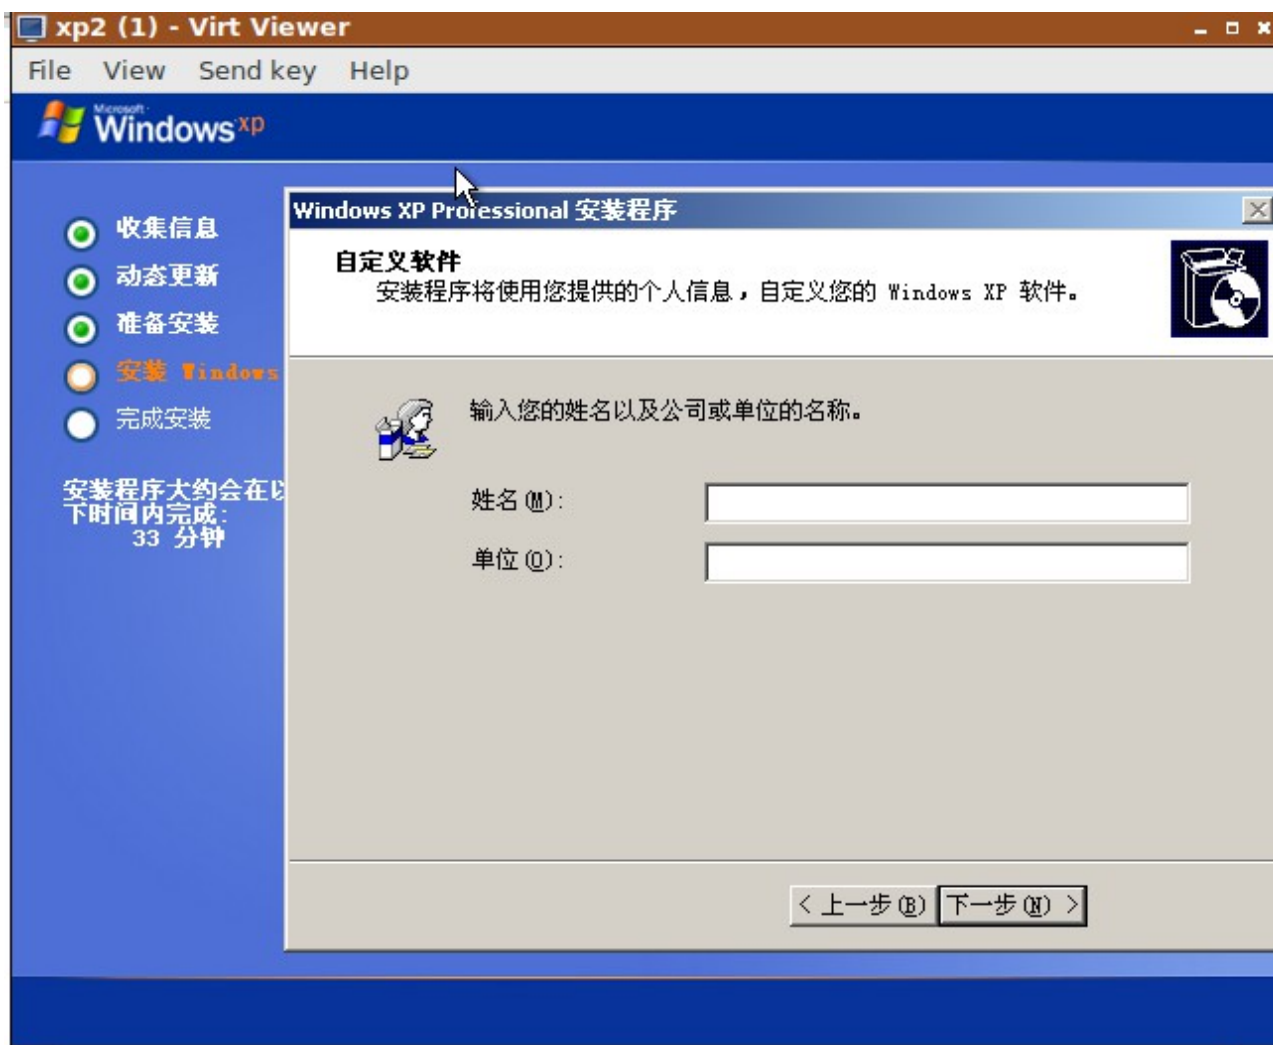 xp2 (1) - Virt Viewer
File View Send key Help
Microsoft
Windows xp
收集信息
动态更新
准备安装
安装 Windows
完成安装
安装程序大约会在以
下时间内完成:
33 分钟
Windows XP Professional 安装程序
自定义软件
安装程序将使用您提供的个人信息，自定义您的 Windows XP 软件。
输入您的姓名以及公司或单位的名称。
姓名(M):
单位(O):
< 上一步(B) 下一步(N) >